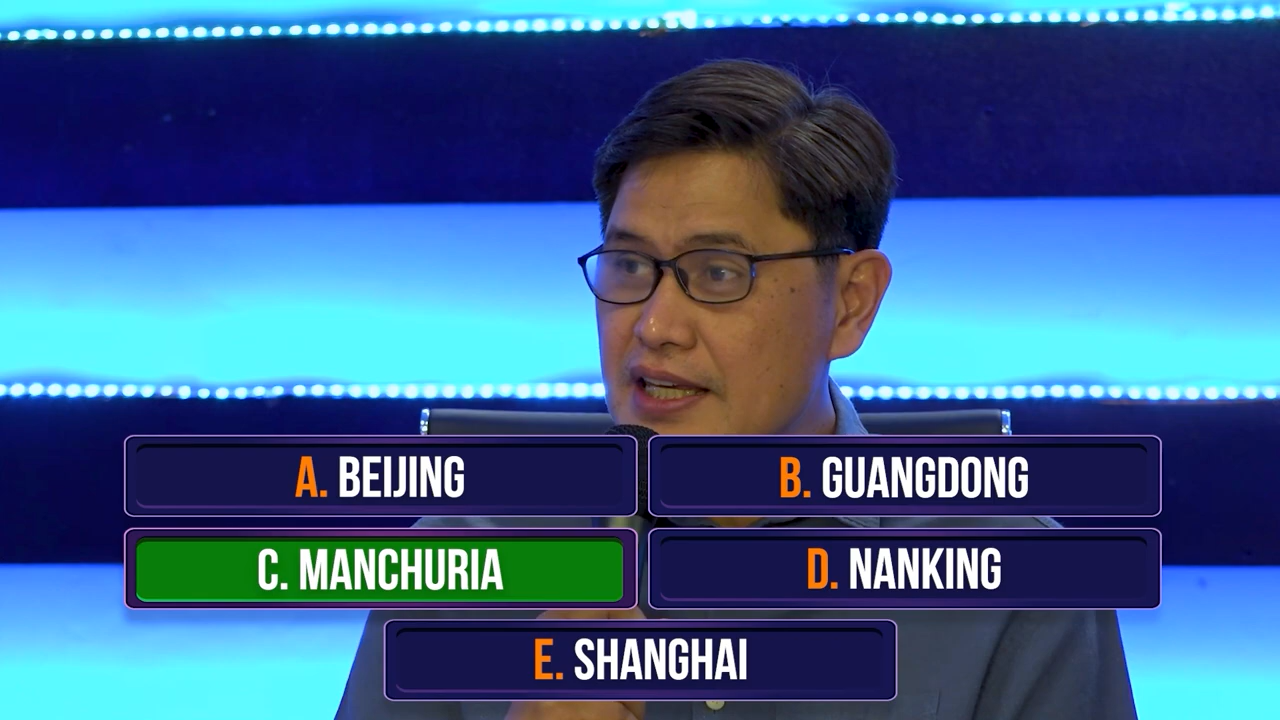 A. BEIJING
B. GUANGDONG
C. MANCHURIA
D. NANKING
E. SHANGHAI